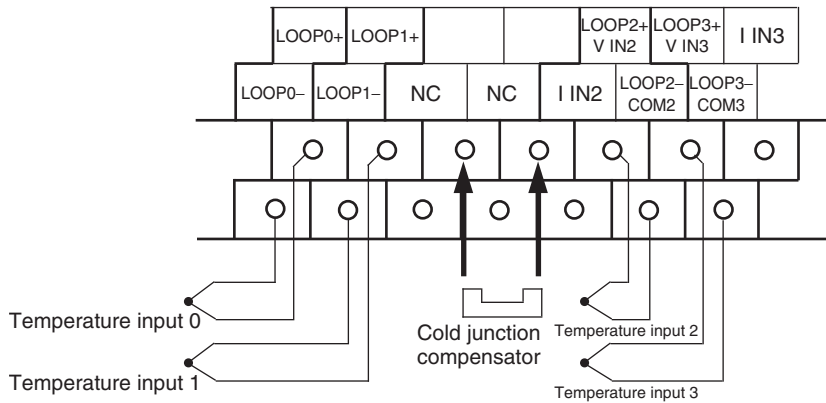 LOOP0+ LOOP1+ LOOP2+ LOOP3+ I IN3
V IN2 V IN3
LOOP0– LOOP1– NC NC I IN2 LOOP2– LOOP3–
COM2 COM3
Temperature input 0
Temperature input 1
Cold junction
compensator
Temperature input 2
Temperature input 3